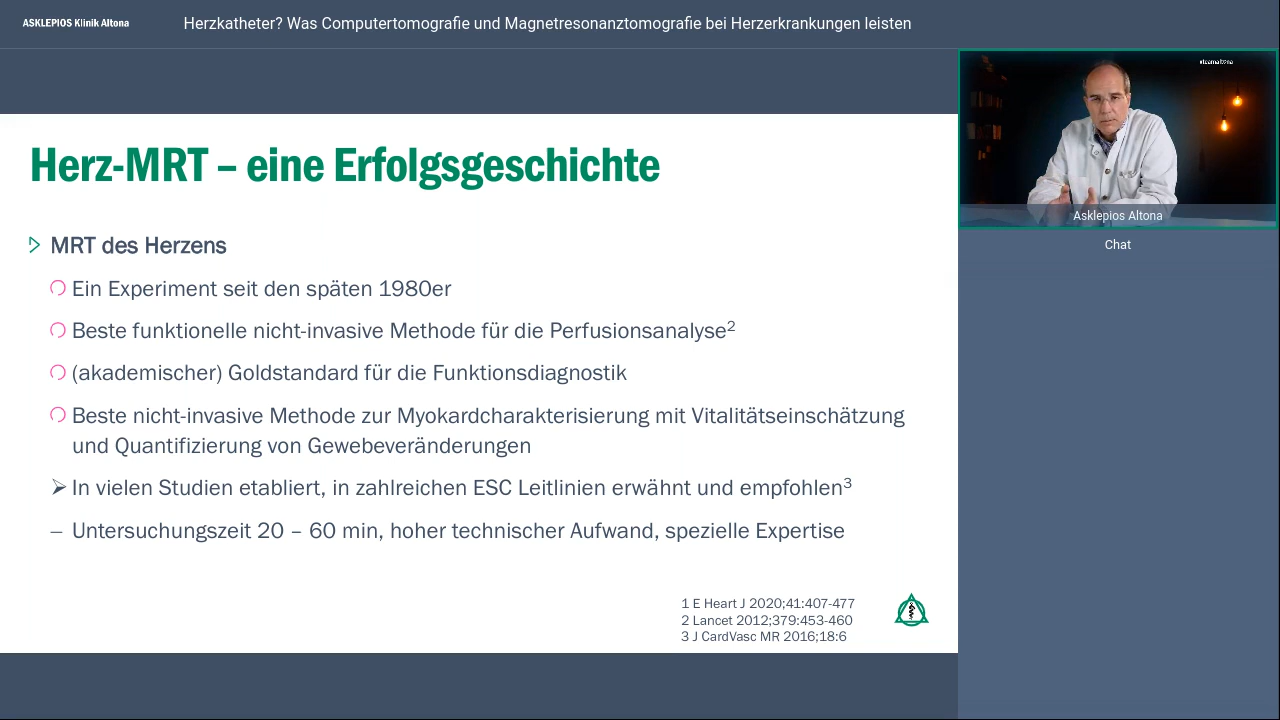 ASKLEPIOS Klinik Altona
Herzkatheter? Was Computertomografie und Magnetresonanztomografie bei Herzerkrankungen leisten
#teamaltona
Herz-MRT – eine Erfolgsgeschichte
MRT des Herzens
Ein Experiment seit den späten 1980er
Beste funktionelle nicht-invasive Methode für die Perfusionsanalyse²
(akademischer) Goldstandard für die Funktionsdiagnostik
Beste nicht-invasive Methode zur Myokardcharakterisierung mit Vitalitätseinschätzung
und Quantifizierung von Gewebeveränderungen
In vielen Studien etabliert, in zahlreichen ESC Leitlinien erwähnt und empfohlen³
– Untersuchungszeit 20 – 60 min, hoher technischer Aufwand, spezielle Expertise
1 E Heart J 2020;41:407-477
2 Lancet 2012;379:453-460
3 J CardVasc MR 2016;18:6
Asklepios Altona
Chat